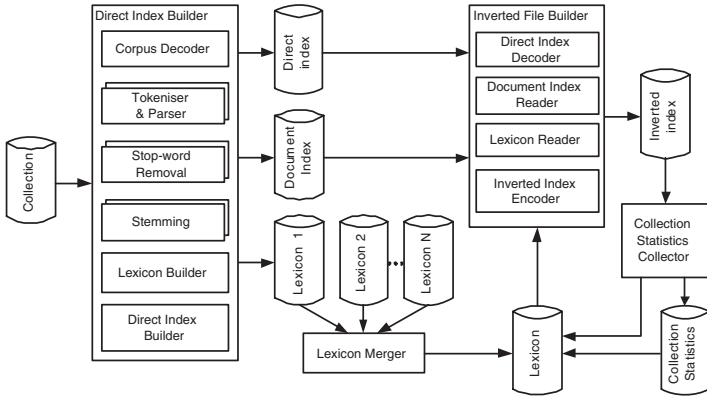 Direct Index Builder
Corpus Decoder
Tokeniser
& Parser
Stop-word
Removal
Stemming
Lexicon Builder
Direct Index
Builder
Collection
Direct
index
Document
Index
Lexicon 1
Lexicon 2
Lexicon N
Lexicon Merger
Inverted File Builder
Direct Index
Decoder
Document Index
Reader
Lexicon Reader
Inverted Index
Encoder
Lexicon
Inverted
index
Collection
Statistics
Collector
Collection
Statistics